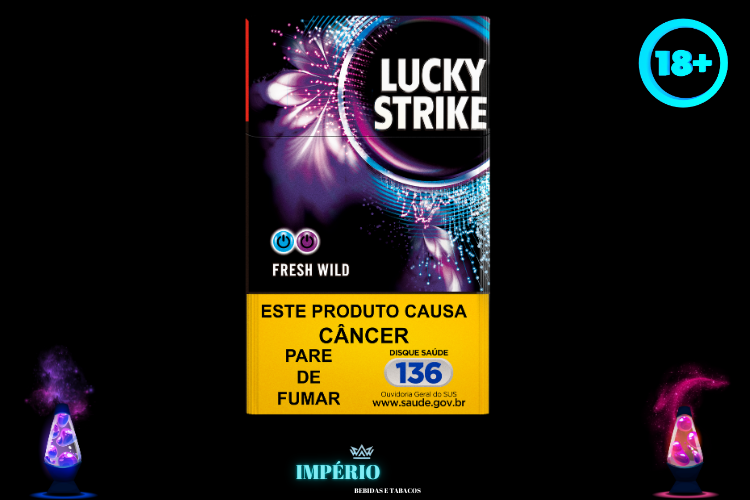 18+
LUCKY
STRIKE
FRESH WILD
ESTE PRODUTO CAUSA
CÂNCER
PARE
DE
FUMAR
DISQUE SAÚDE
136
Ouvidoria Geral do SUS
www.saude.gov.br
IMPÉRIO
BEBIDAS E TABACOS